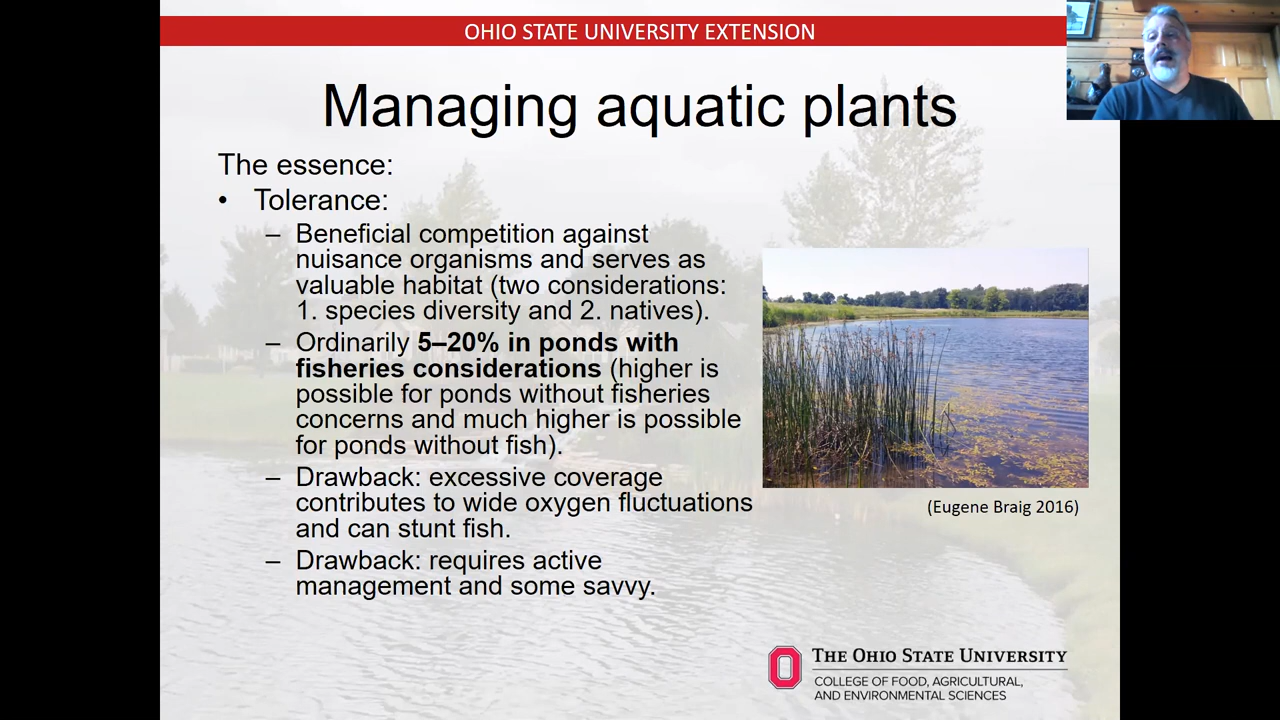 OHIO STATE UNIVERSITY EXTENSION
Managing aquatic plants
The essence:
• Tolerance:
– Beneficial competition against
nuisance organisms and serves as
valuable habitat (two considerations:
1. species diversity and 2. natives).
– Ordinarily 5–20% in ponds with
fisheries considerations (higher is
possible for ponds without fisheries
concerns and much higher is possible
for ponds without fish).
– Drawback: excessive coverage
contributes to wide oxygen fluctuations
and can stunt fish.
– Drawback: requires active
management and some savvy.
(Eugene Braig 2016)
THE OHIO STATE UNIVERSITY
COLLEGE OF FOOD, AGRICULTURAL,
AND ENVIRONMENTAL SCIENCES